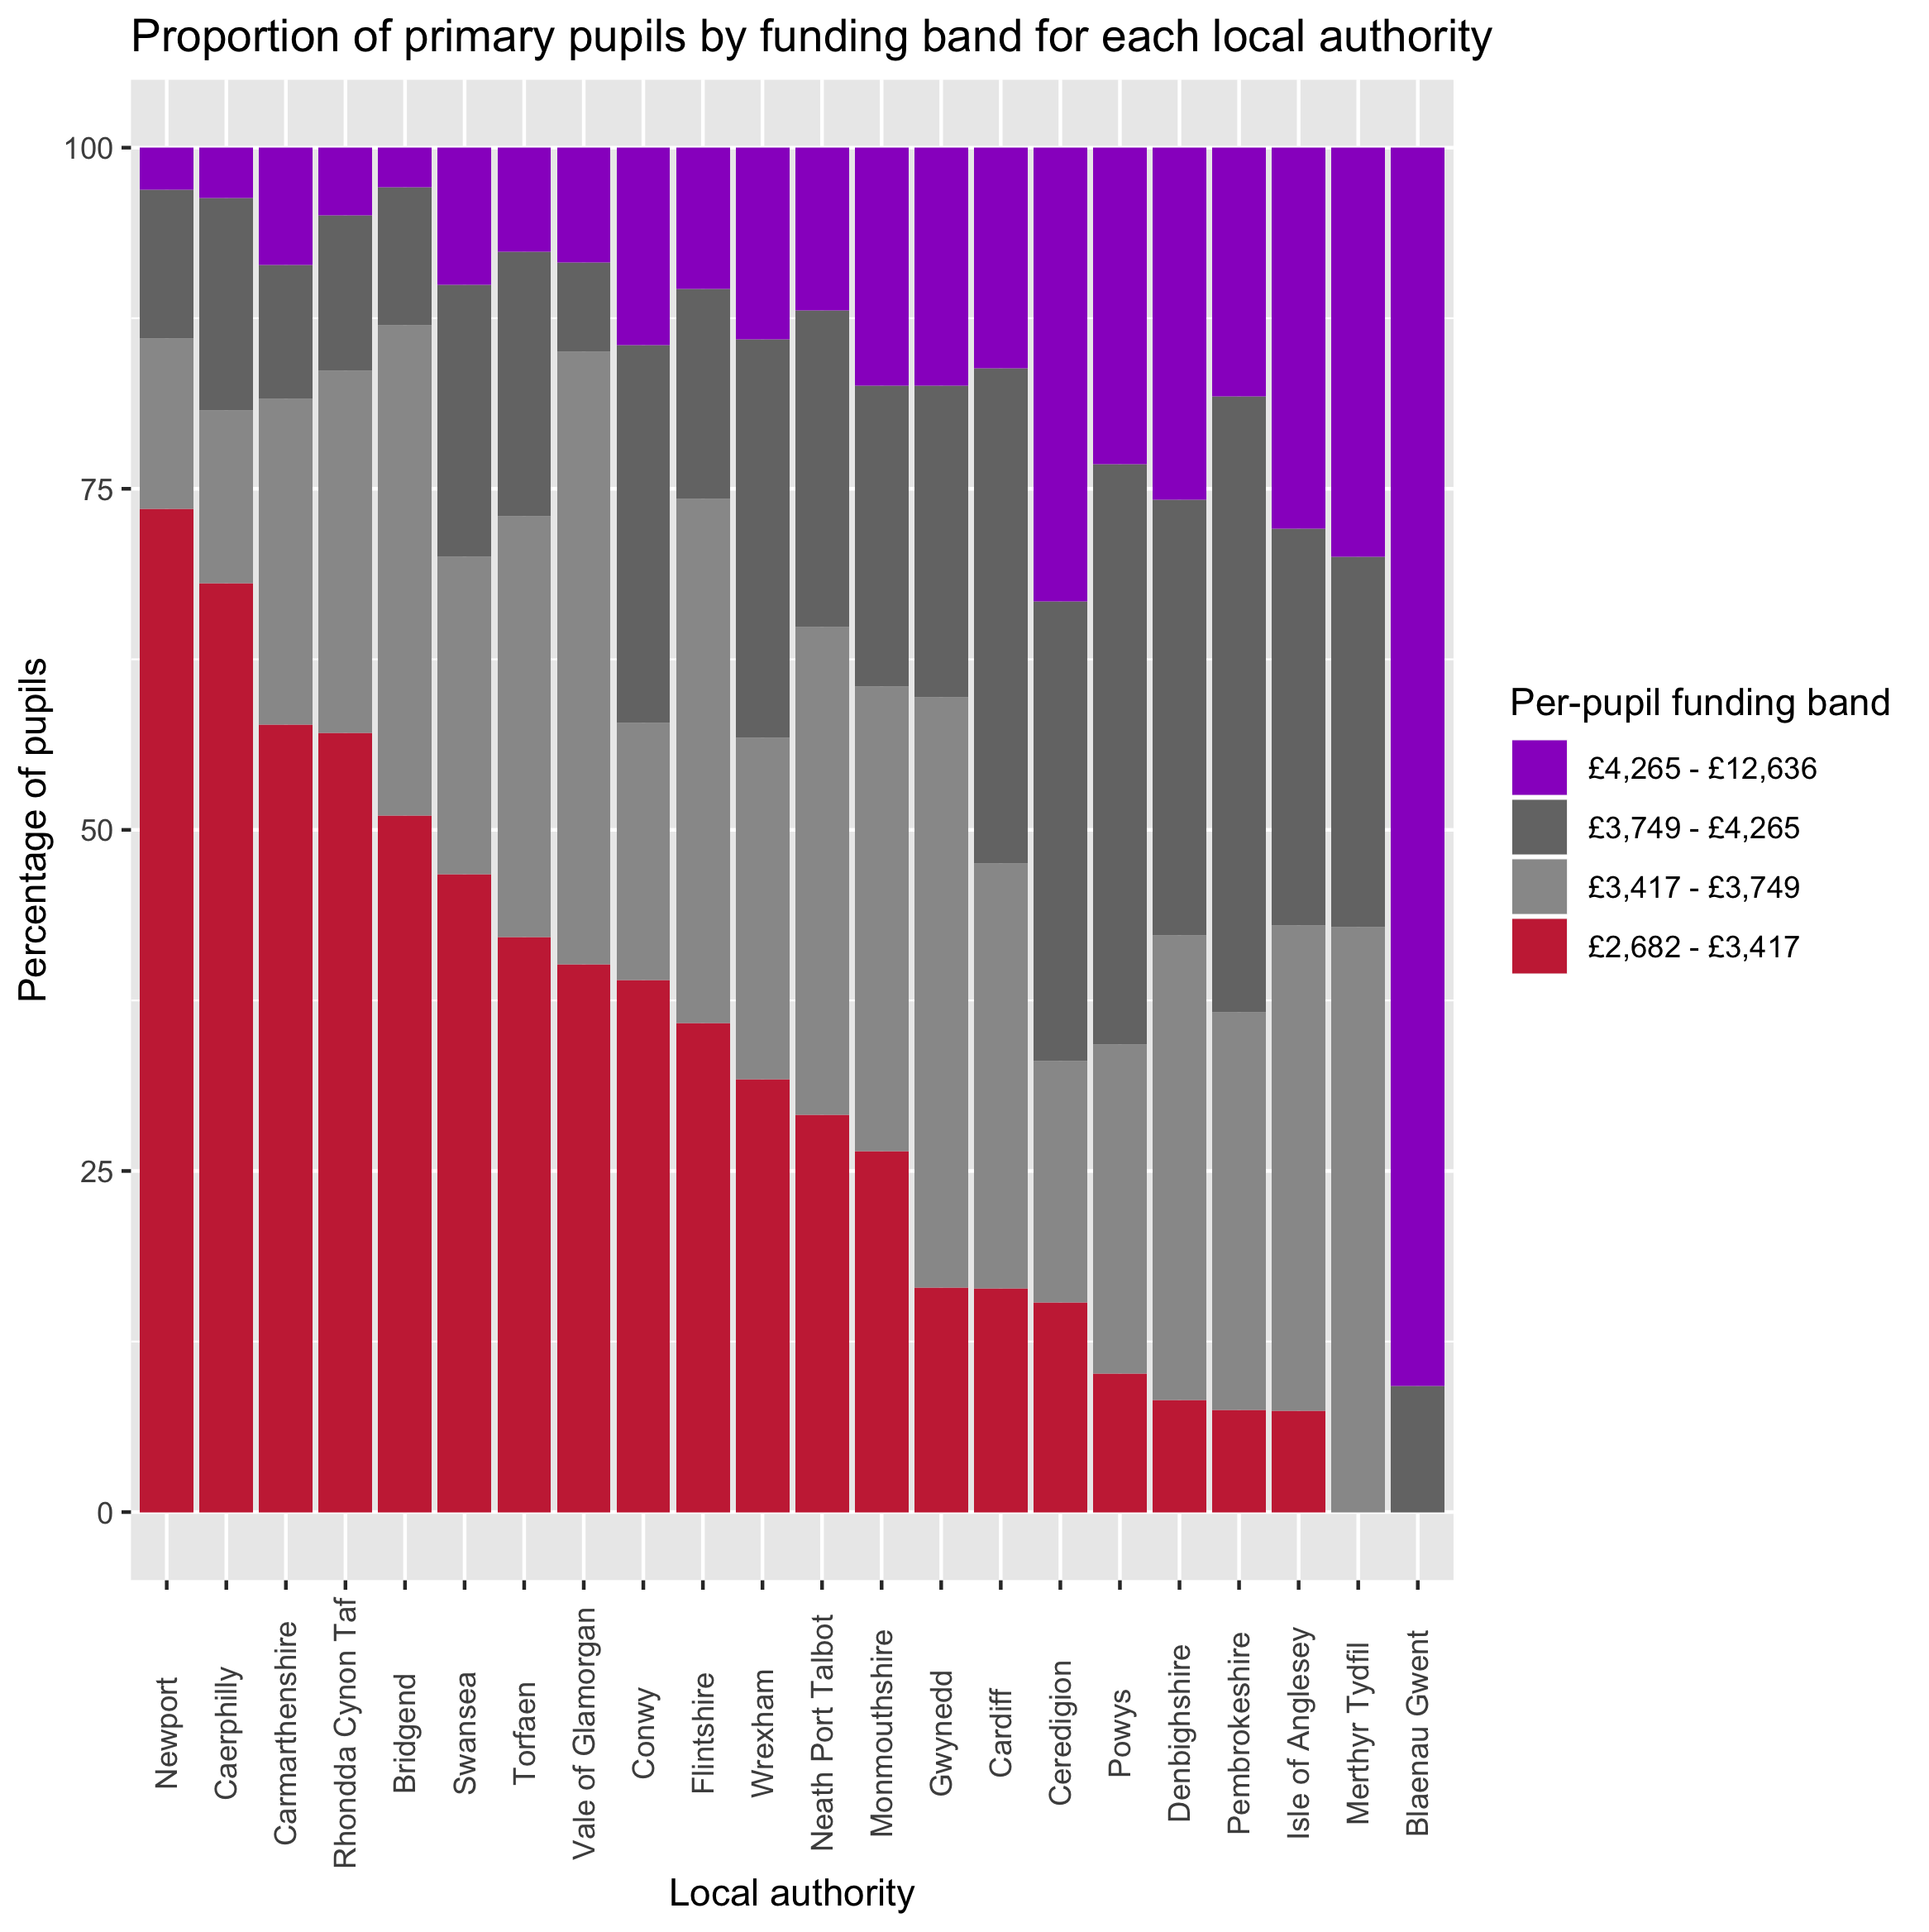 Proportion of primary pupils by funding band for each local authority
100
75
50
25
0
Percentage of pupils
Newport
Caerphilly
Carmarthenshire
Rhondda Cynon Taf
Bridgend
Swansea
Torfaen
Vale of Glamorgan
Conwy
Flintshire
Wrexham
Neath Port Talbot
Monmouthshire
Gwynedd
Cardiff
Ceredigion
Powys
Denbighshire
Pembrokeshire
Isle of Anglesey
Merthyr Tydfil
Blaenau Gwent
Local authority
Per-pupil funding band
£4,265 - £12,636
£3,749 - £4,265
£3,417 - £3,749
£2,682 - £3,417